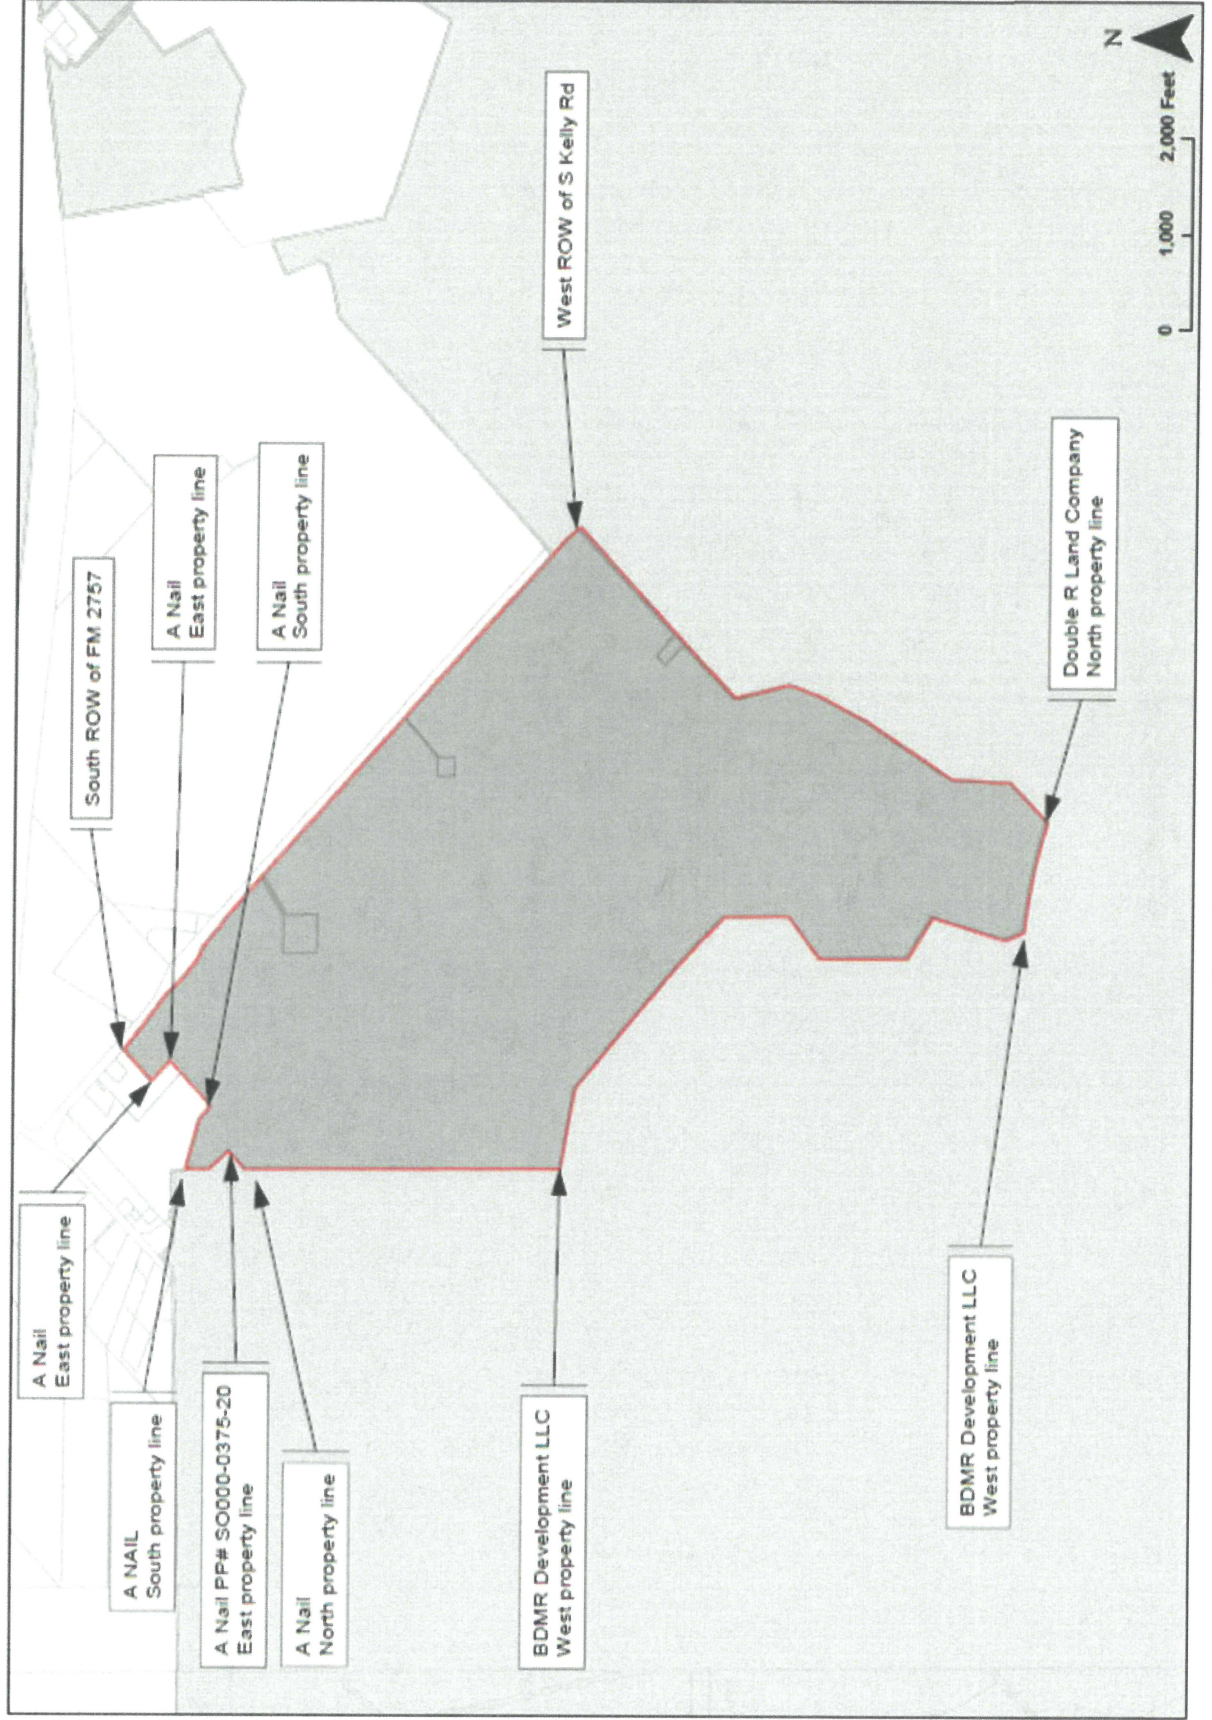 South ROW of FM 2757
A Nail
East property line
A Nail
South property line
West ROW of S Kelly Rd
A Nail
East property line
A NAIL
South property line
A Nail PP# SO000-0375-20
East property line
A Nail
North property line
BDMR Development LLC
West property line
BDMR Development LLC
West property line
Double R Land Company
North property line
N
0 1,000 2,000 Feet